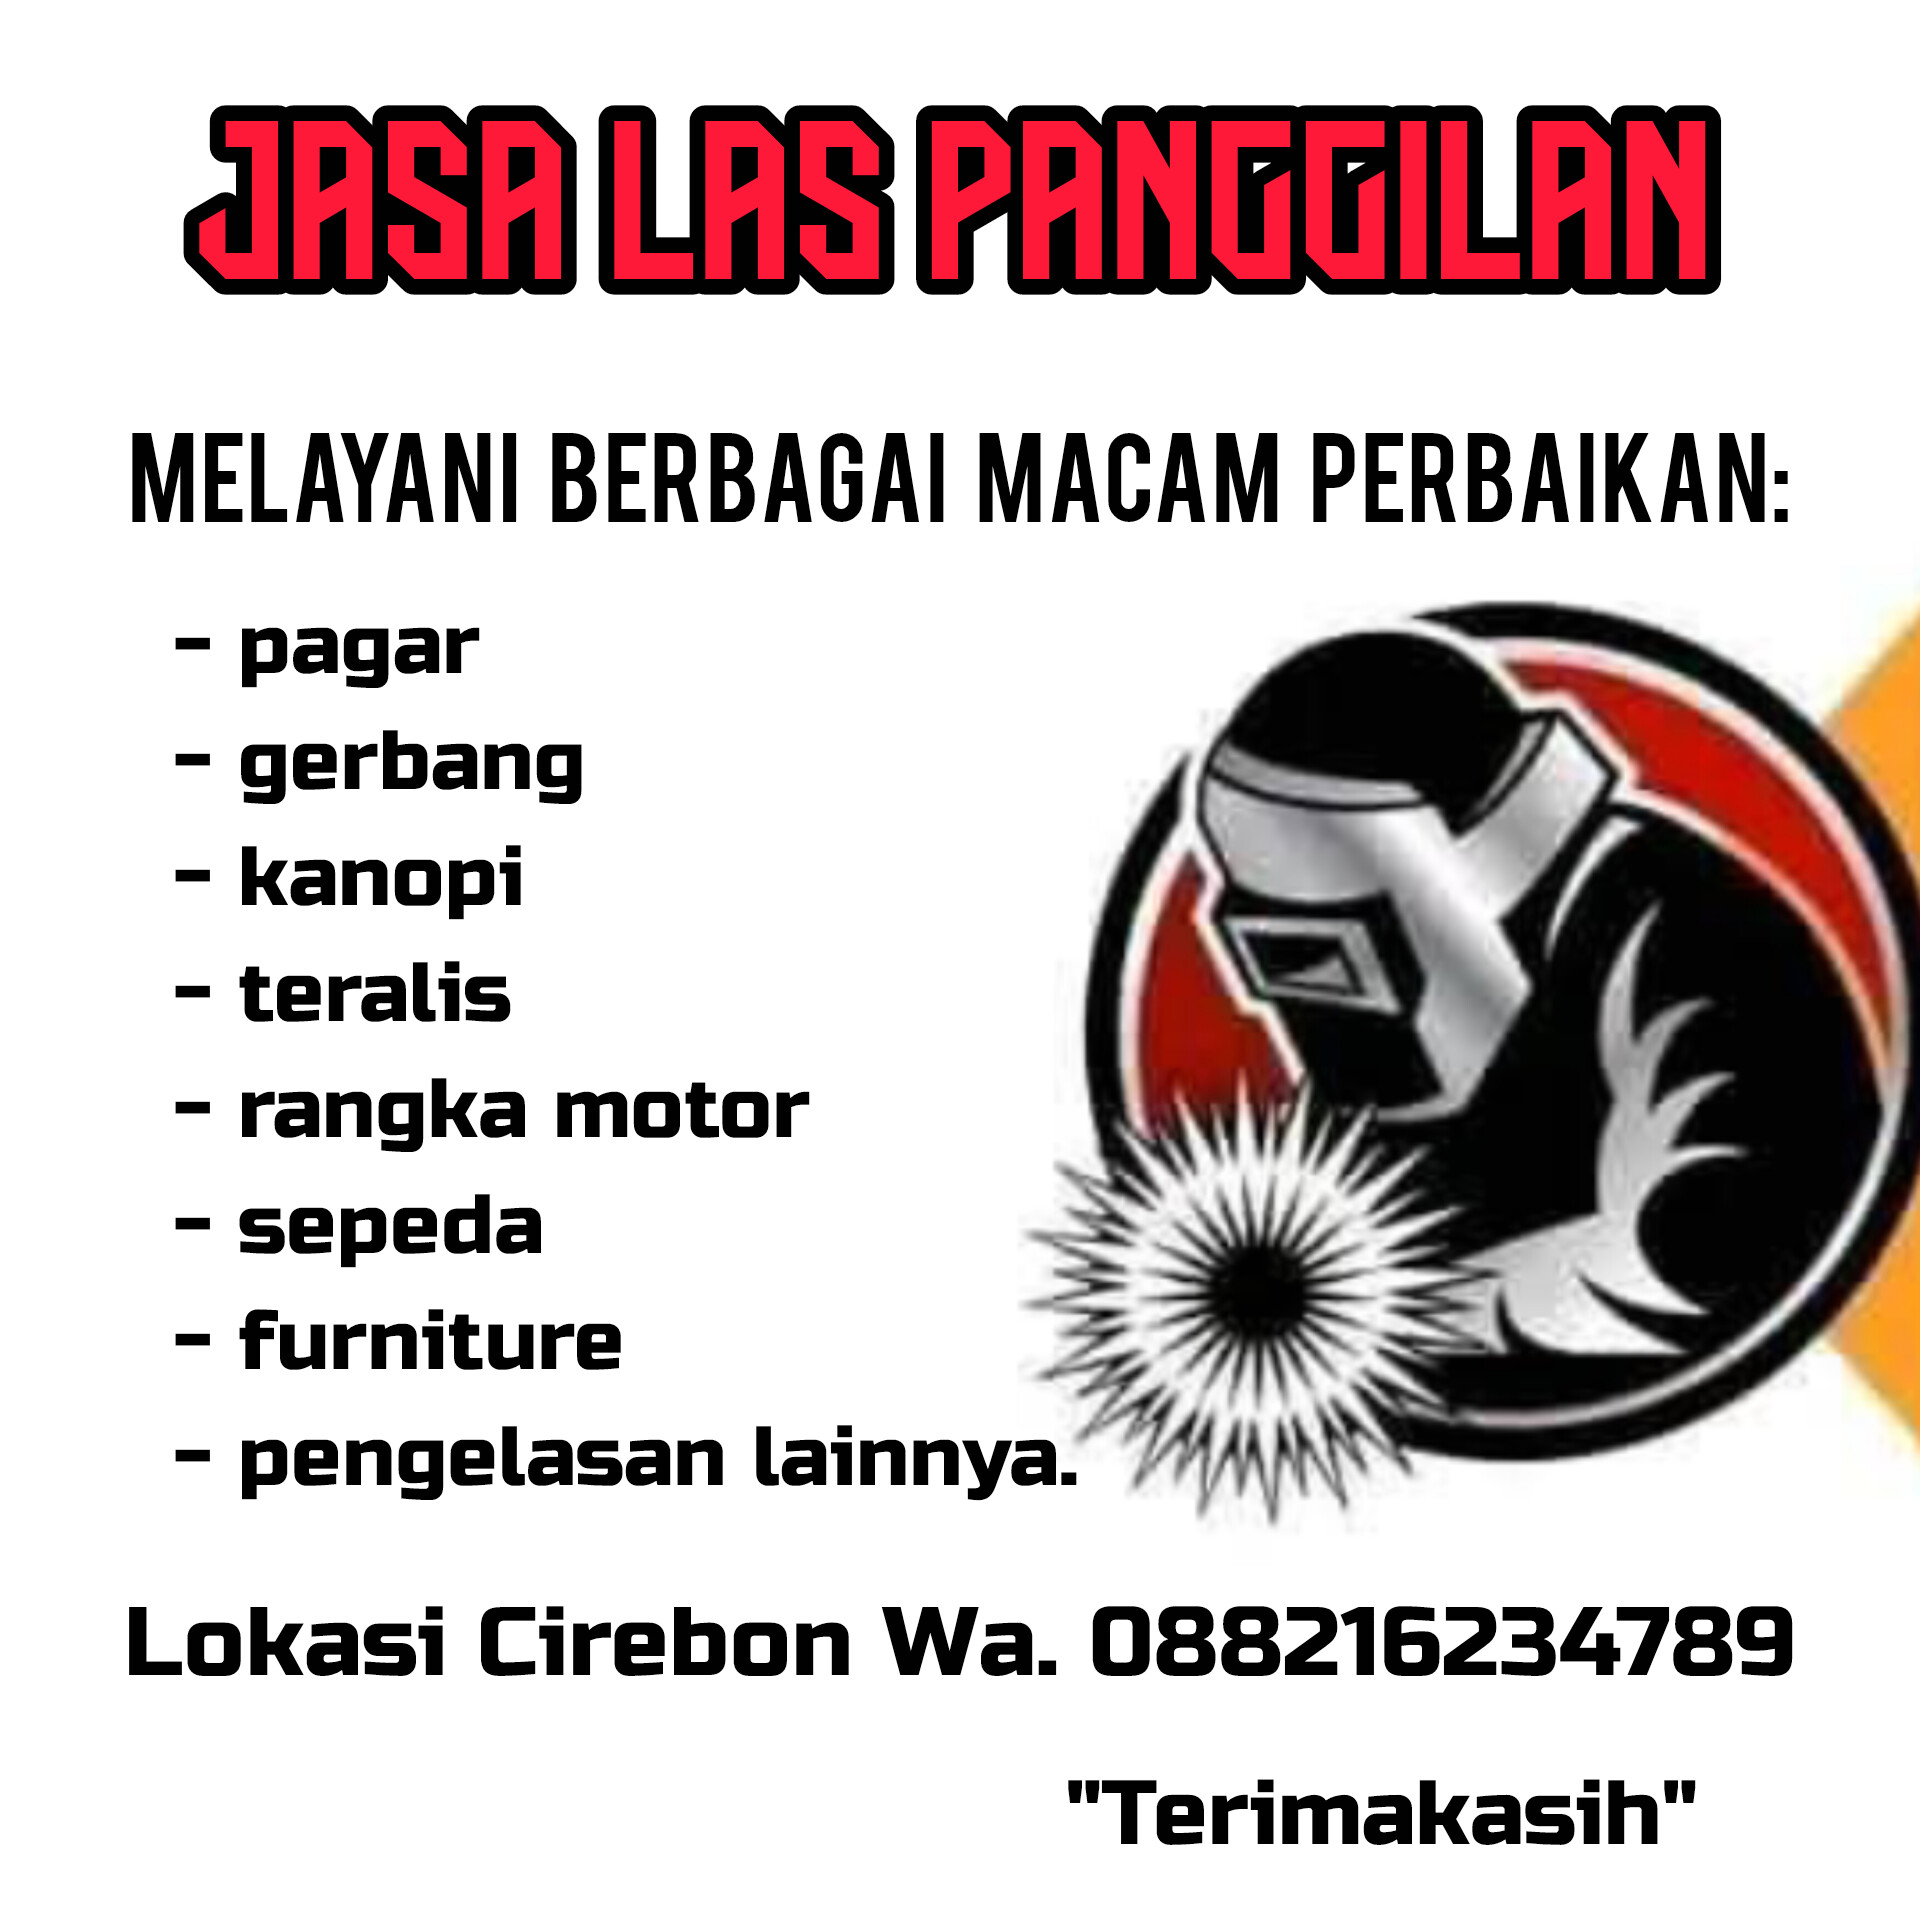 JASA LAS PANGGILAN
MELAYANI BERBAGAI MACAM PERBAIKAN:
- pagar
- gerbang
- kanopi
- teralis
- rangka motor
- sepeda
- furniture
- pengelasan lainnya.
Lokasi Cirebon Wa. 088216234789
"Terimakasih"